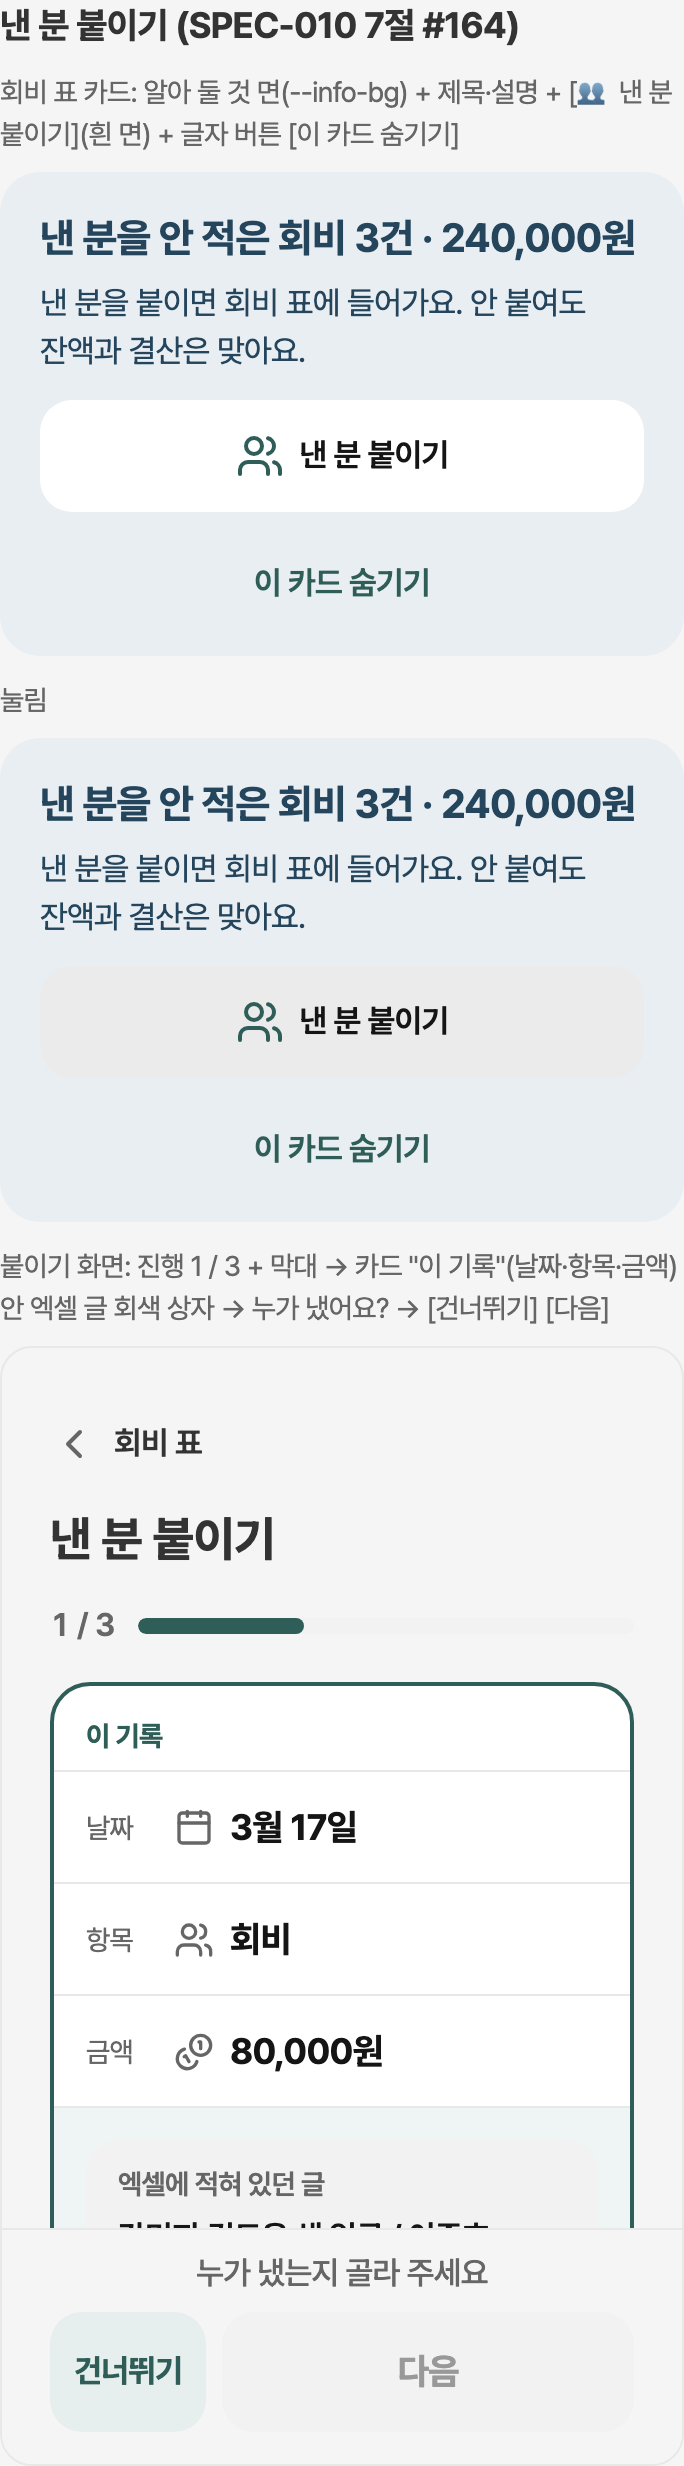 낸 분 붙이기 (SPEC-010 7절 #164)
회비 표 카드: 알아 둘 것 면(--info-bg) + 제목·설명 + [👥 낸 분
붙이기](흰 면) + 글자 버튼 [이 카드 숨기기]
낸 분을 안 적은 회비 3건 · 240,000원
낸 분을 붙이면 회비 표에 들어가요. 안 붙여도
잔액과 결산은 맞아요.
낸 분 붙이기
이 카드 숨기기
눌림
낸 분을 안 적은 회비 3건 · 240,000원
낸 분을 붙이면 회비 표에 들어가요. 안 붙여도
잔액과 결산은 맞아요.
낸 분 붙이기
이 카드 숨기기
붙이기 화면: 진행 1 / 3 + 막대 → 카드 "이 기록"(날짜·항목·금액)
안 엑셀 글 회색 상자 → 누가 냈어요? → [건너뛰기] [다음]
회비 표
낸 분 붙이기
1 / 3
이 기록
날짜 3월 17일
항목 회비
금액 80,000원
엑셀에 적혀 있던 글
누가 냈는지 골라 주세요
건너뛰기 다음